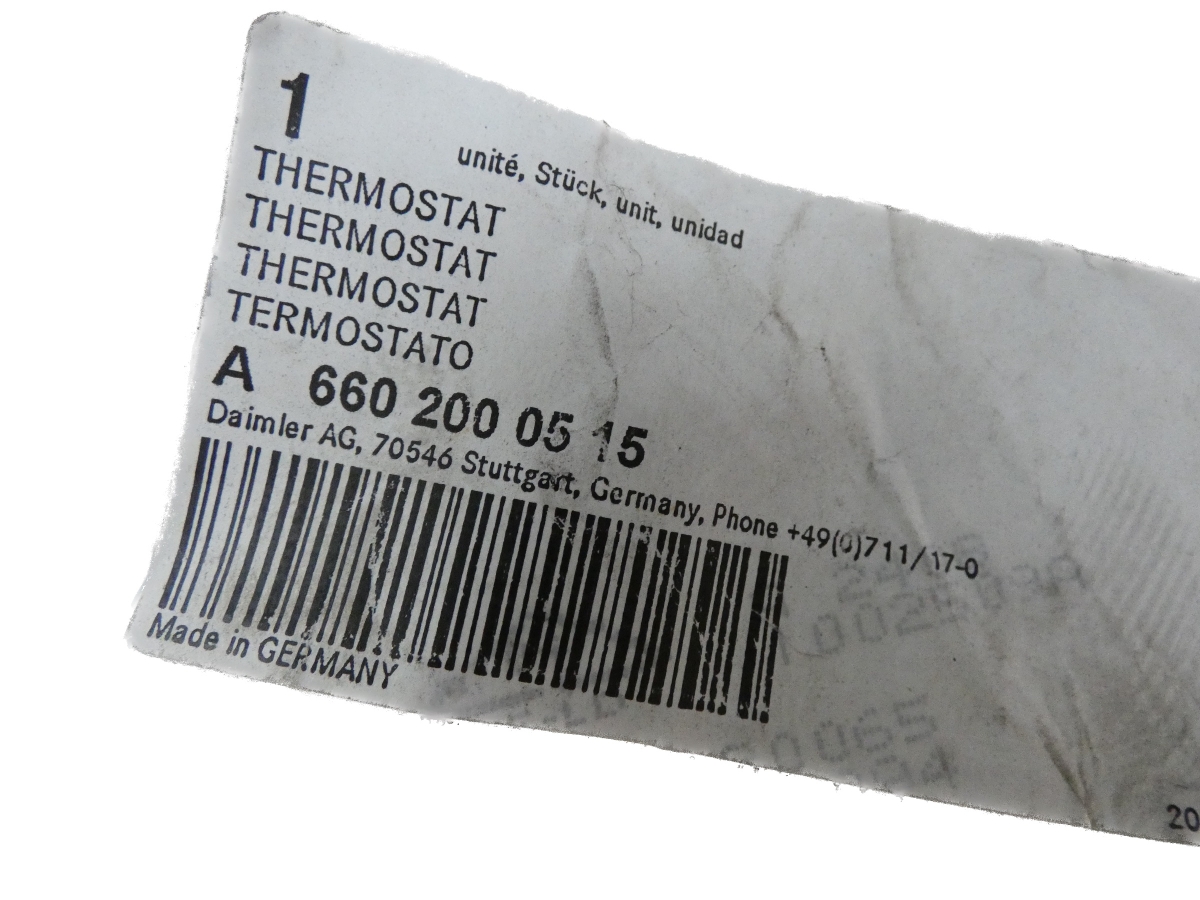 1
unité, Stück, unit, unidad
THERMOSTAT
THERMOSTAT
THERMOSTAT
TERMOSTATO
A 660 200 05 15
Daimler AG, 70546 Stuttgart, Germany, Phone +49(0)711/17-0
Made in GERMANY
20